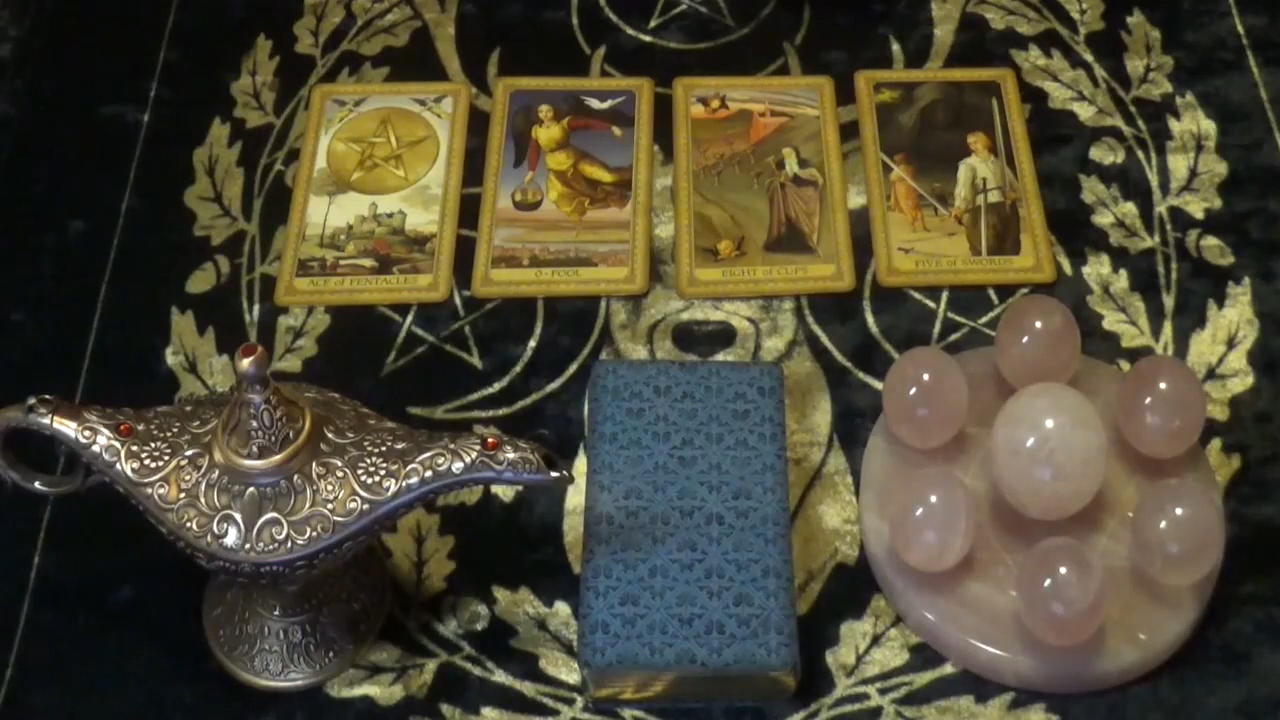 ACE of PENTACLES
0 • FOOL
EIGHT of CUPS
FIVE of SWORDS